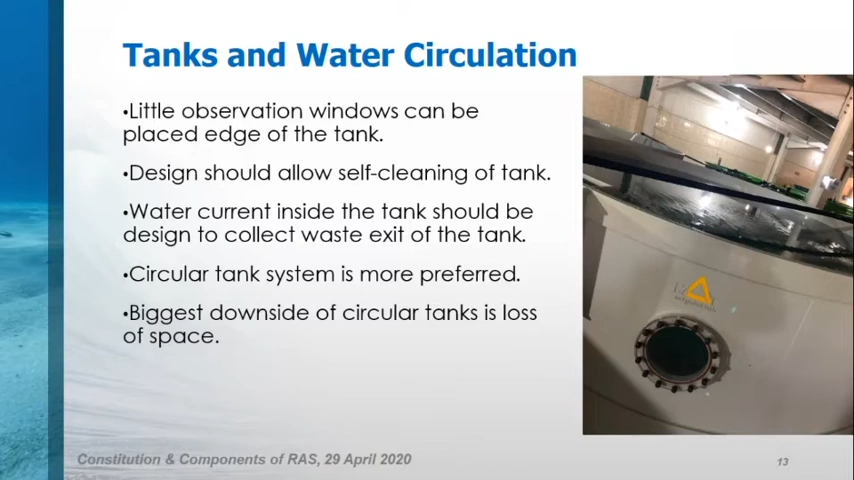 Tanks and Water Circulation
•Little observation windows can be
placed edge of the tank.
•Design should allow self-cleaning of tank.
•Water current inside the tank should be
design to collect waste exit of the tank.
•Circular tank system is more preferred.
•Biggest downside of circular tanks is loss
of space.
Constitution & Components of RAS, 29 April 2020
13